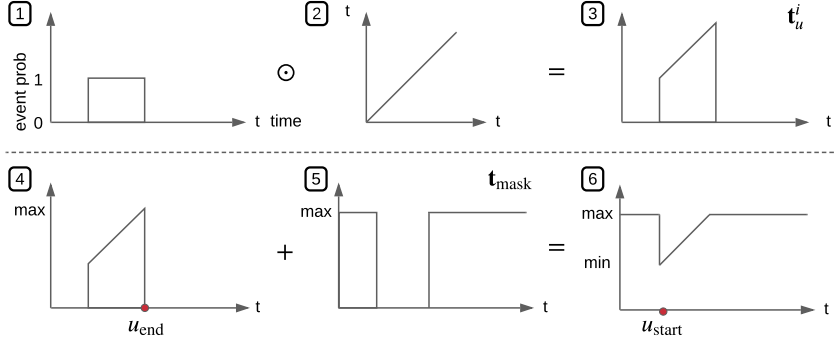 1
event prob
1
0
t
⊙
time
2
t
t
=
3
t_u^i
t
4
max
t
u_end
+
5
t_mask
max
t
=
6
max
min
t
u_start